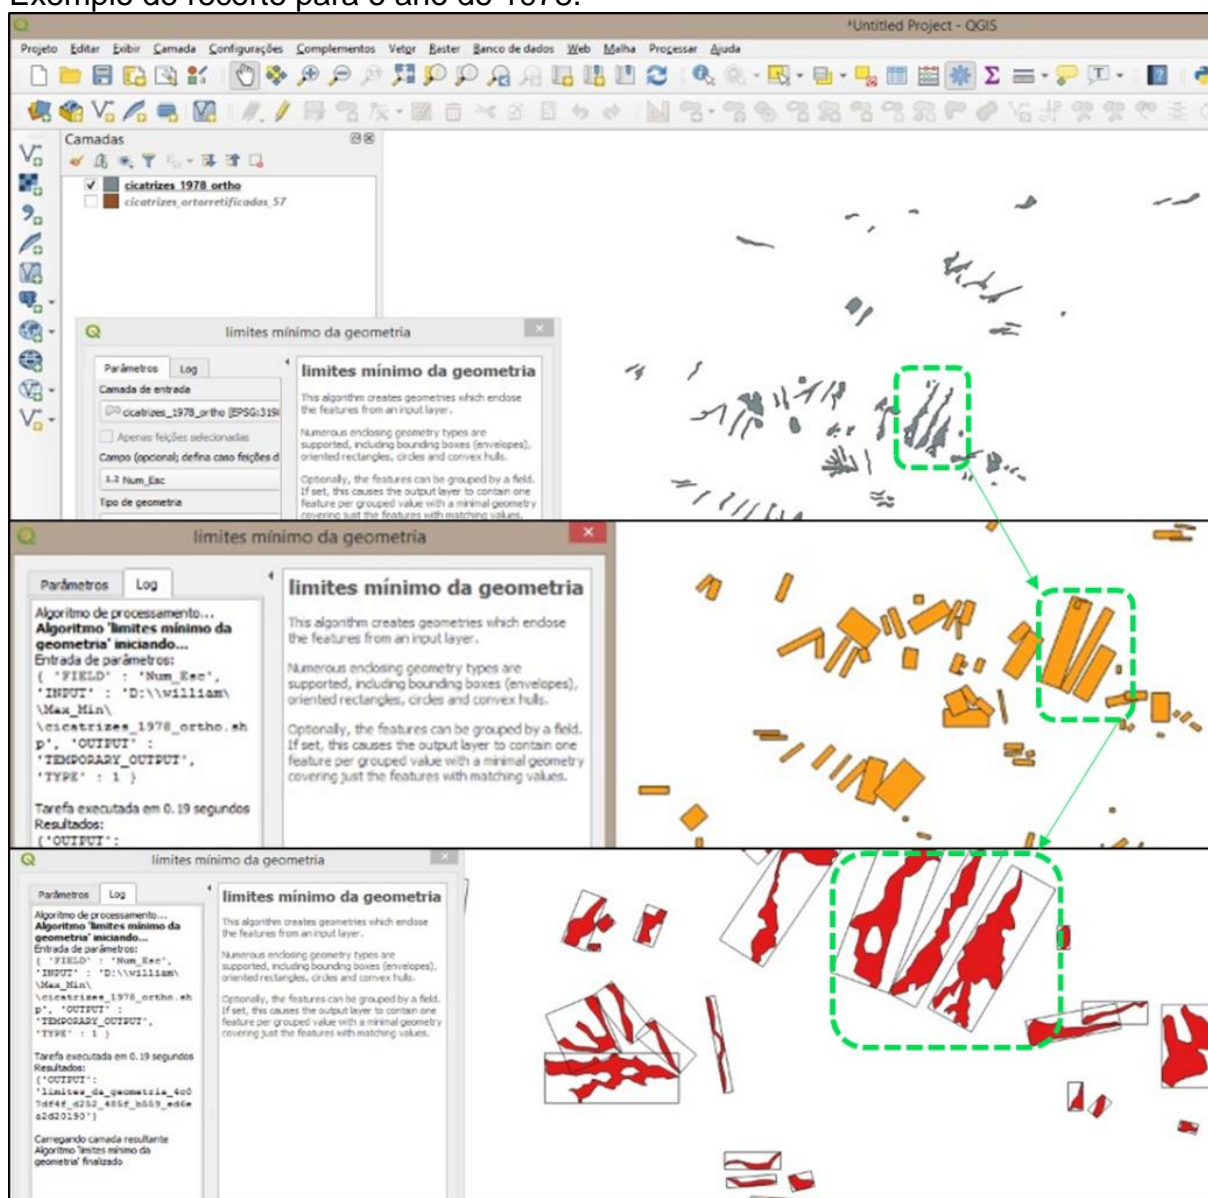 Exemplo de recorte para o ano de 1978.
*Untitled Project - QGIS
Projeto Editar Exibir Camada Configurações Complementos Vetor Raster Banco de dados Web Malha Processar Ajuda
Camadas
cicatrizes_1978_ortho
cicatrizes_ortorretificadas_57
limites mínimo da geometria
Parâmetros Log
Camada de entrada
cicatrizes_1978_ortho [EPSG:3198
Apenas feições selecionadas
Campo (opcional; defina caso feições d
1.2 Num_Esc
Tipo de geometria
limites mínimo da geometria
This algorithm creates geometries which enclose
the features from an input layer.
Numerous enclosing geometry types are
supported, including bounding boxes (envelopes),
oriented rectangles, circles and convex hulls.
Optionally, the features can be grouped by a field.
If set, this causes the output layer to contain one
feature per grouped value with a minimal geometry
covering just the features with matching values.
limites mínimo da geometria
Parâmetros Log
Algoritmo de processamento...
Algoritmo 'limites mínimo da
geometria' iniciando...
Entrada de parâmetros:
{ 'FIELD' : 'Num_Esc',
'INPUT' : 'D:\\william\
\Max_Min\
\cicatrizes_1978_ortho.sh
p', 'OUTPUT' :
'TEMPORARY_OUTPUT',
'TYPE' : 1 }
Tarefa executada em 0.19 segundos
Resultados:
{'OUTPUT':
limites mínimo da geometria
This algorithm creates geometries which enclose
the features from an input layer.
Numerous enclosing geometry types are
supported, including bounding boxes (envelopes),
oriented rectangles, circles and convex hulls.
Optionally, the features can be grouped by a field.
If set, this causes the output layer to contain one
feature per grouped value with a minimal geometry
covering just the features with matching values.
limites mínimo da geometria
Parâmetros Log
Algoritmo de processamento...
Algoritmo 'limites mínimo da
geometria' iniciando...
Entrada de parâmetros:
{ 'FIELD' : 'Num_Esc',
'INPUT' : 'D:\\william\
\Max_Min\
\cicatrizes_1978_ortho.sh
p', 'OUTPUT' :
'TEMPORARY_OUTPUT',
'TYPE' : 1 }
Tarefa executada em 0.19 segundos
Resultados:
{'OUTPUT':
Carregando camada resultante
Algoritmo 'limites mínimo da
geometria' finalizado
limites mínimo da geometria
This algorithm creates geometries which enclose
the features from an input layer.
Numerous enclosing geometry types are
supported, including bounding boxes (envelopes),
oriented rectangles, circles and convex hulls.
Optionally, the features can be grouped by a field.
If set, this causes the output layer to contain one
feature per grouped value with a minimal geometry
covering just the features with matching values.